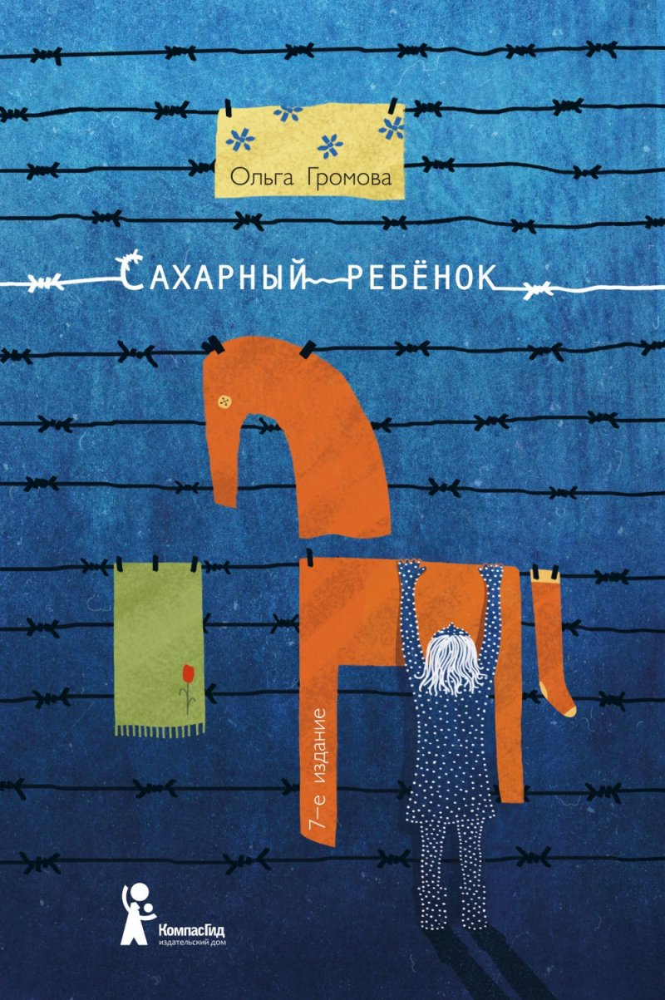 Ольга Громова
САХАРНЫЙ РЕБЁНОК
7-е издание
КомпасГид
издательский дом